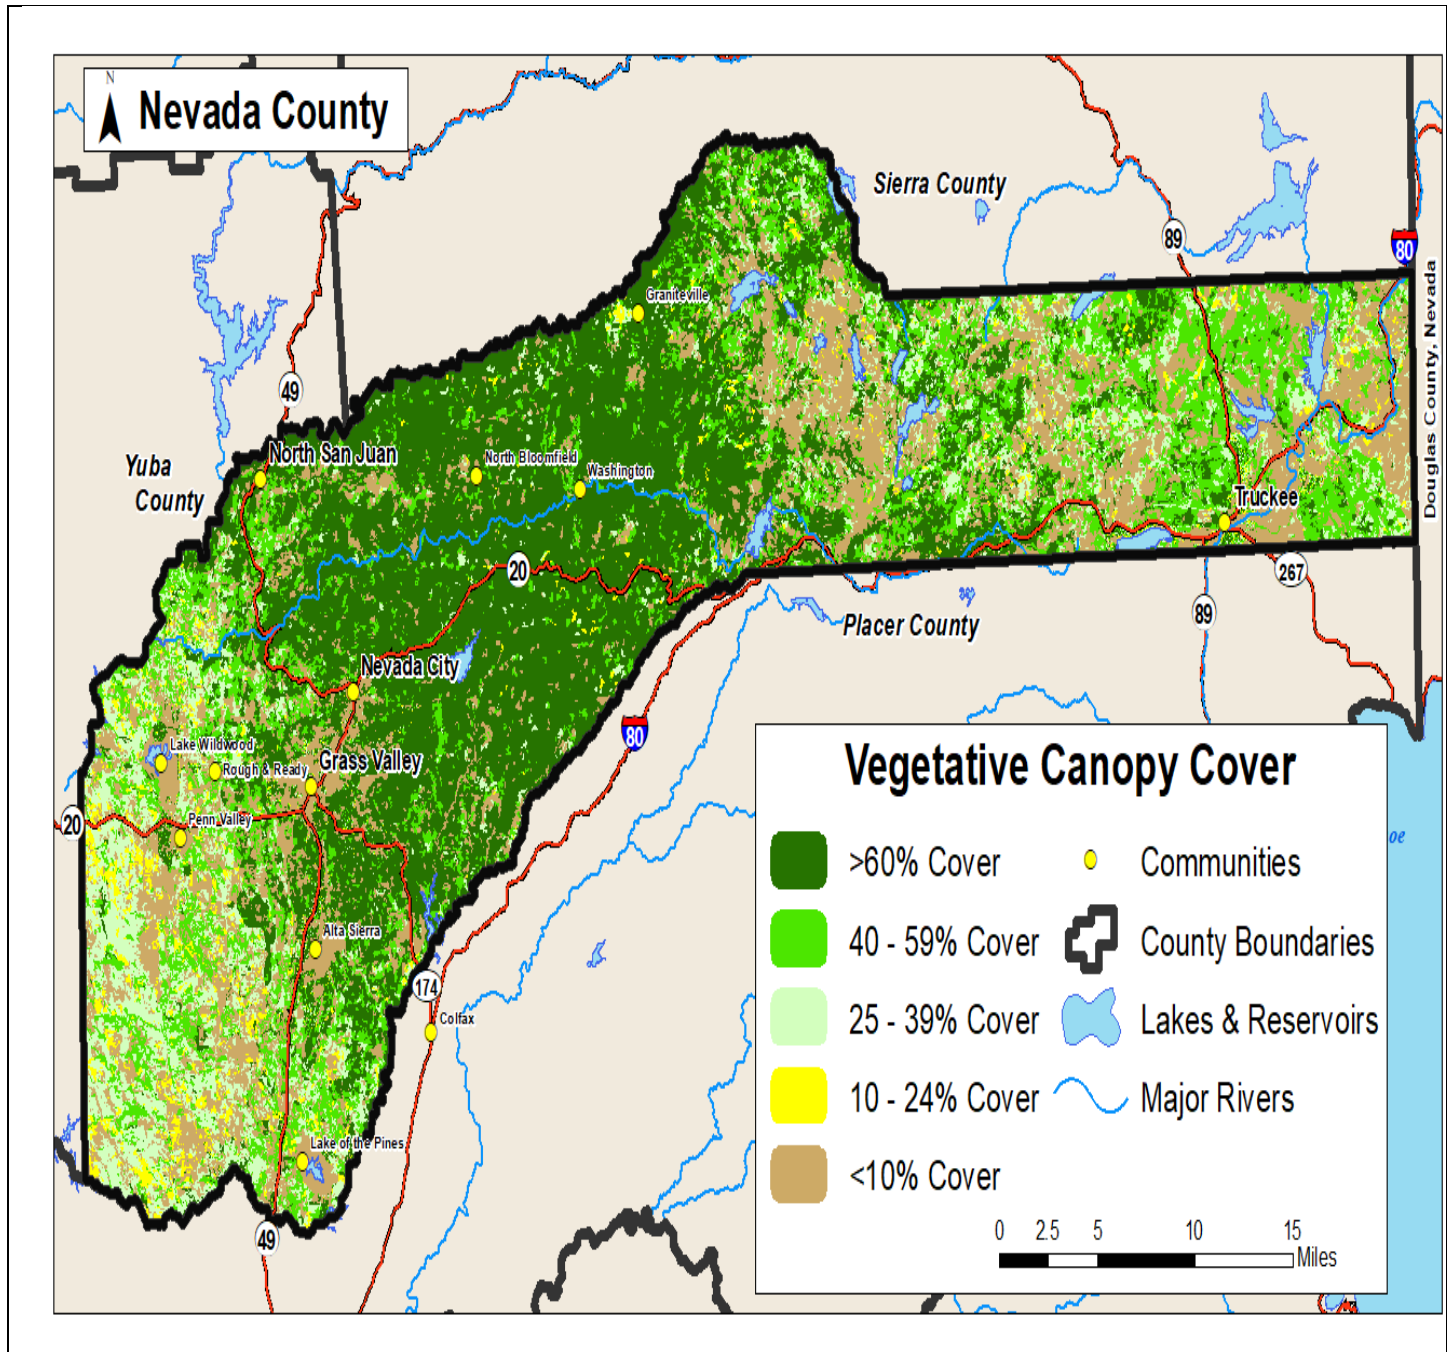 N
Nevada County
Sierra County
89
80
Douglas County, Nevada
Graniteville
49
Yuba
County
North San Juan
North Bloomfield
Washington
Truckee
20
267
89
Placer County
Nevada City
80
Lake Wildwood
Rough & Ready
Grass Valley
20
Penn Valley
Alta Sierra
174
Colfax
Lake of the Pines
49
oe
Vegetative Canopy Cover
>60% Cover
Communities
40 - 59% Cover
County Boundaries
25 - 39% Cover
Lakes & Reservoirs
10 - 24% Cover
Major Rivers
<10% Cover
0 2.5 5 10 15
Miles